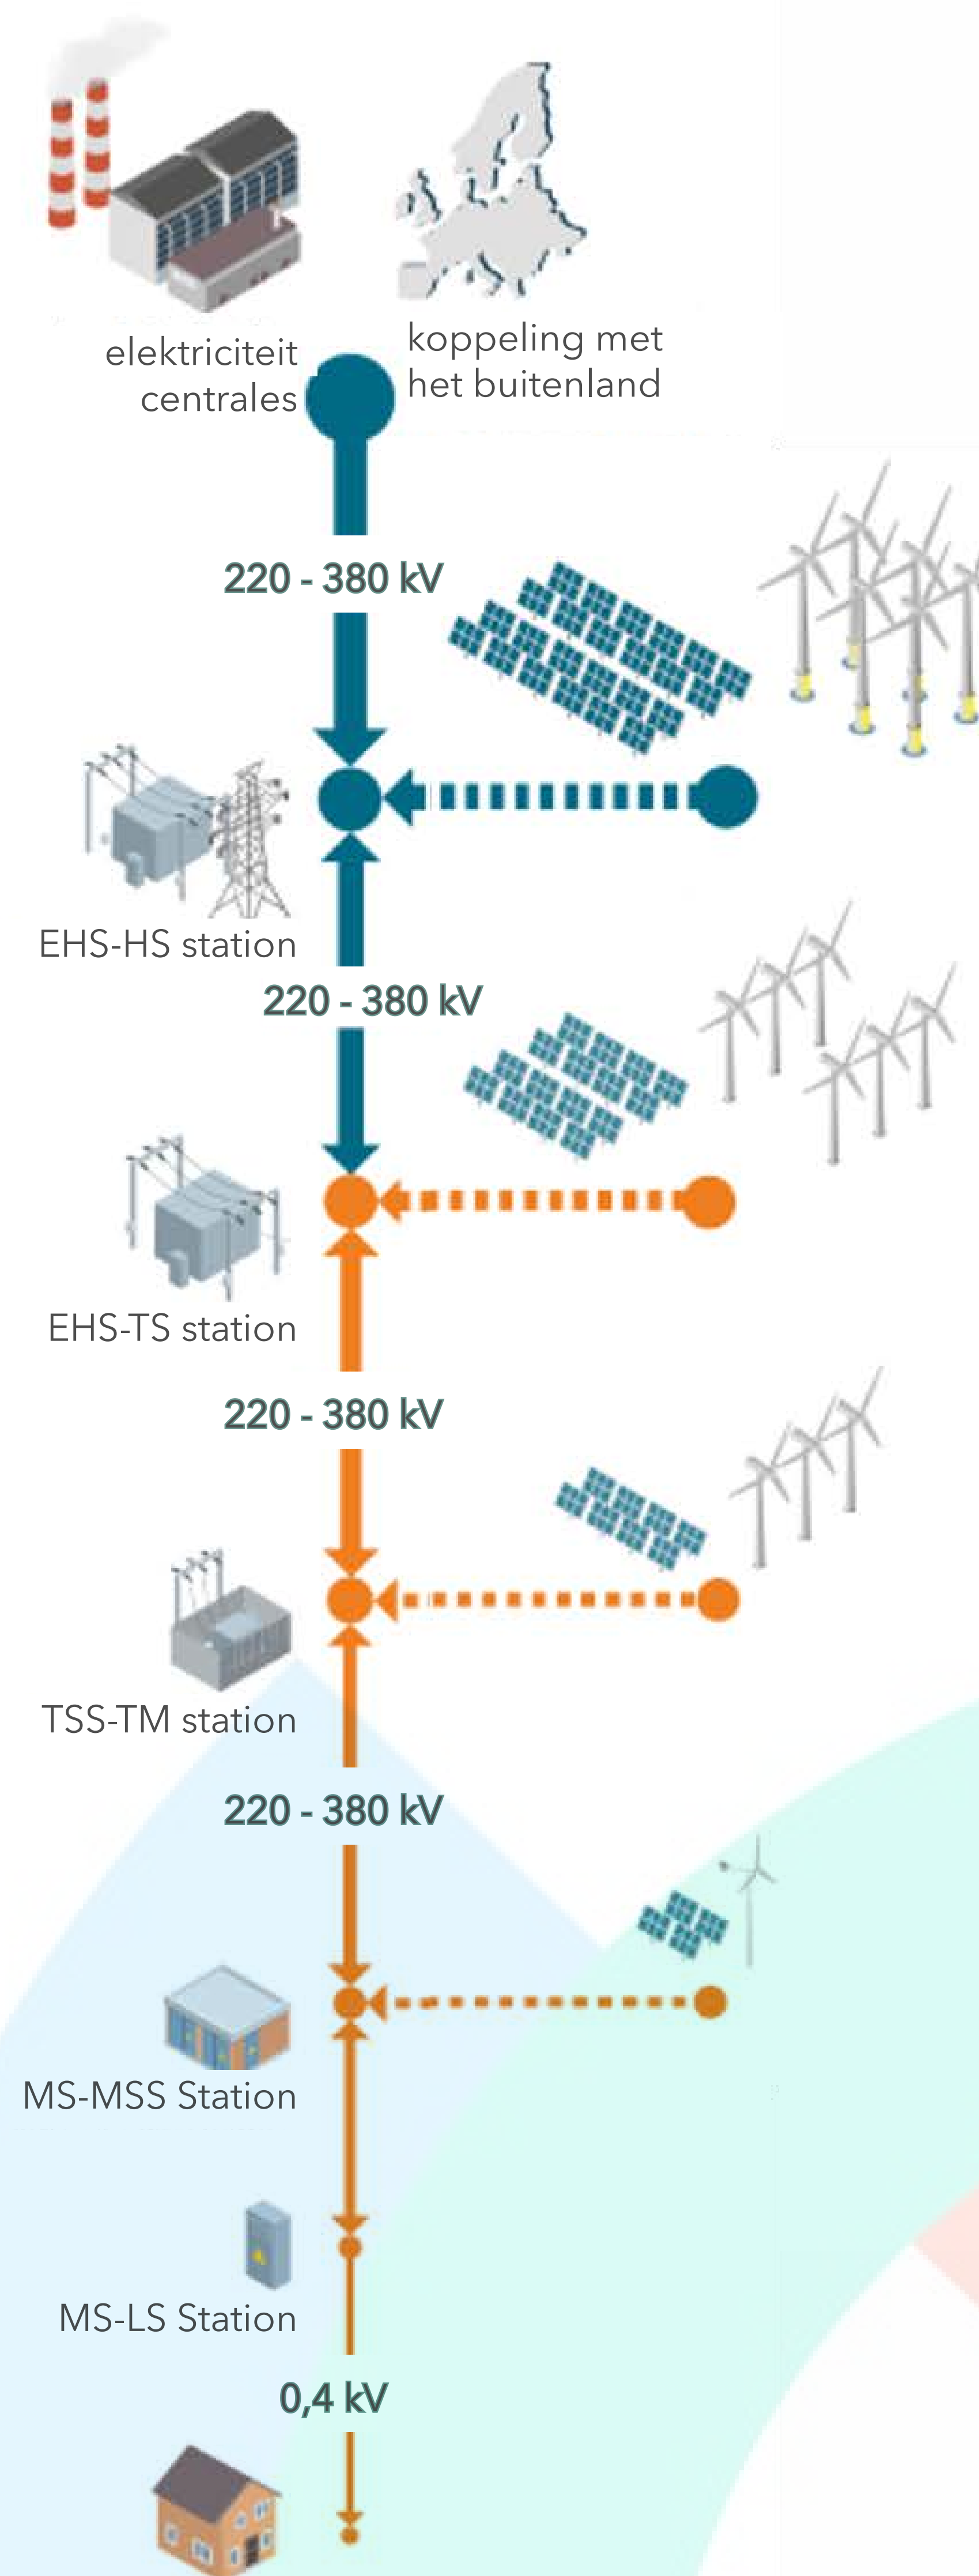 elektriciteit
centrales
koppeling met
het buitenland
220 - 380 kV
EHS-HS station
220 - 380 kV
EHS-TS station
220 - 380 kV
TSS-TM station
220 - 380 kV
MS-MSS Station
MS-LS Station
0,4 kV